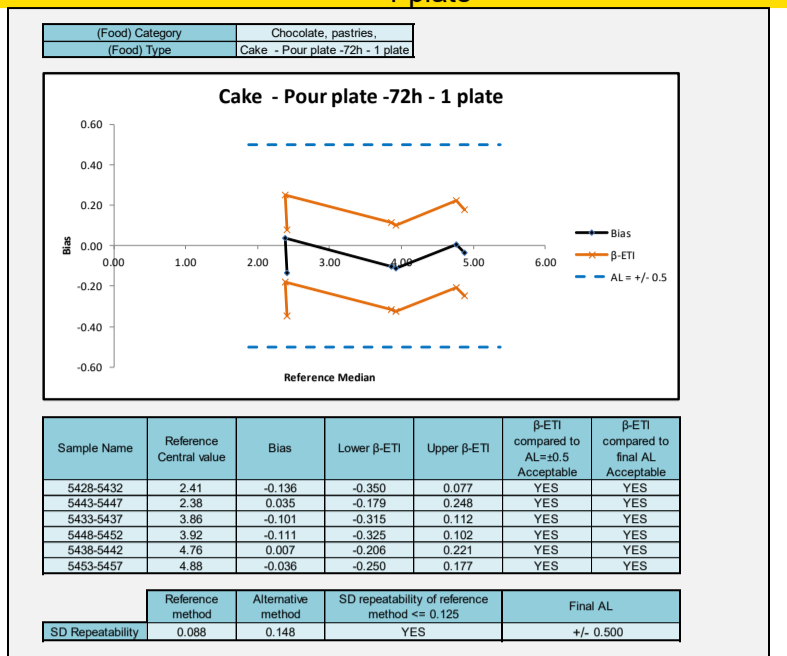 1 plate
(Food) Category Chocolate, pastries,
(Food) Type Cake - Pour plate -72h - 1 plate
Cake - Pour plate -72h - 1 plate
0.60
0.40
0.20
0.00
-0.20
-0.40
-0.60
Bias
0.00 1.00 2.00 3.00 4.00 5.00 6.00
Reference Median
Bias
β-ETI
AL = +/- 0.5
Sample Name Reference Central value Bias Lower β-ETI Upper β-ETI β-ETI compared to AL=±0.5 Acceptable β-ETI compared to final AL Acceptable
5428-5432 2.41 -0.136 -0.350 0.077 YES YES
5443-5447 2.38 0.035 -0.179 0.248 YES YES
5433-5437 3.86 -0.101 -0.315 0.112 YES YES
5448-5452 3.92 -0.111 -0.325 0.102 YES YES
5438-5442 4.76 0.007 -0.206 0.221 YES YES
5453-5457 4.88 -0.036 -0.250 0.177 YES YES
Reference method Alternative method SD repeatability of reference method <= 0.125 Final AL
SD Repeatability 0.088 0.148 YES +/- 0.500